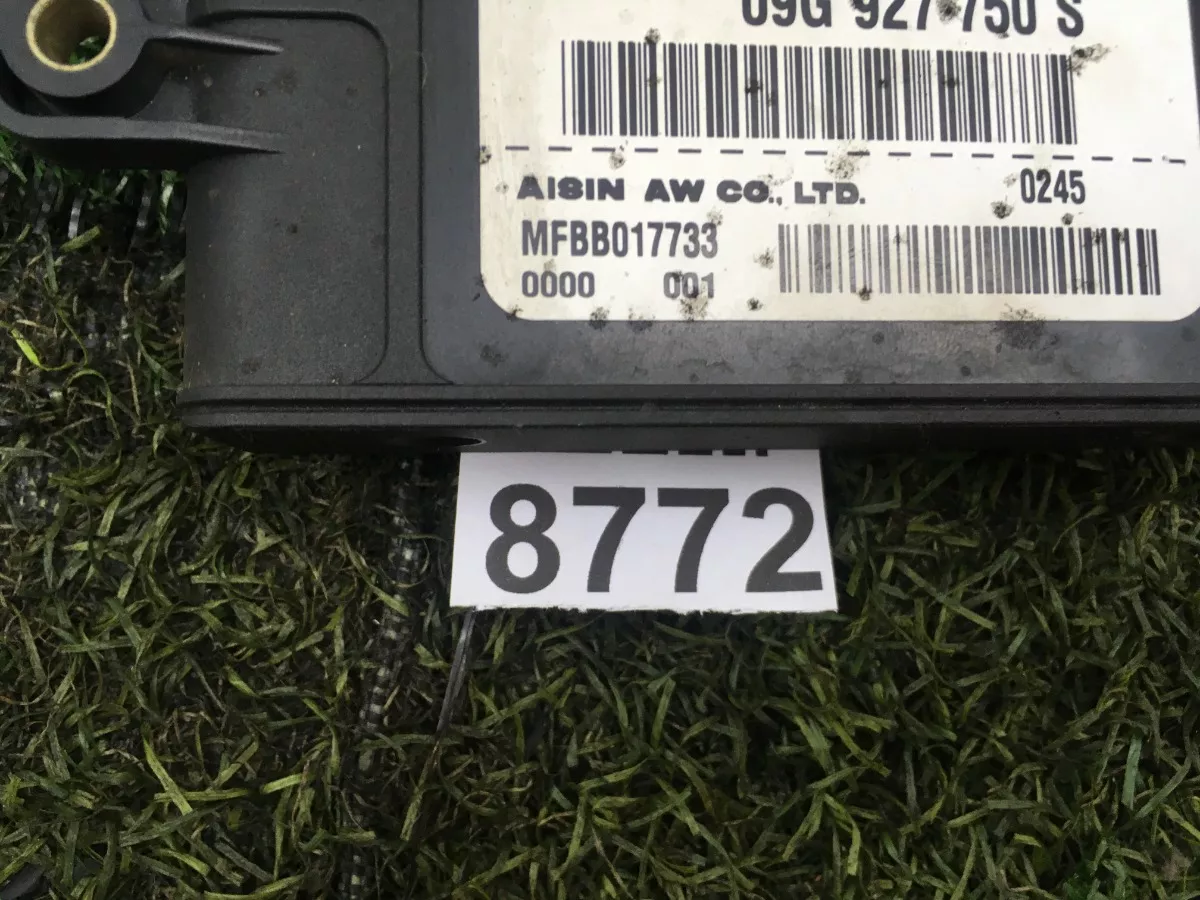 09G 927 750 S
AISIN AW CO., LTD. 0245
MFBB017733
0000 001
8772